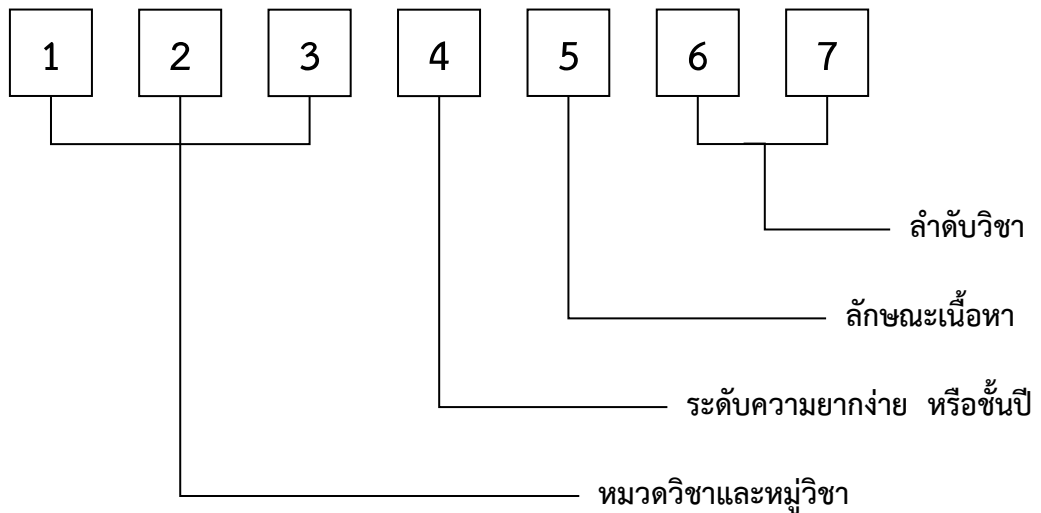 1 2 3 4 5 6 7
ลำดับวิชา
ลักษณะเนื้อหา
ระดับความยากง่าย หรือชั้นปี
หมวดวิชาและหมู่วิชา